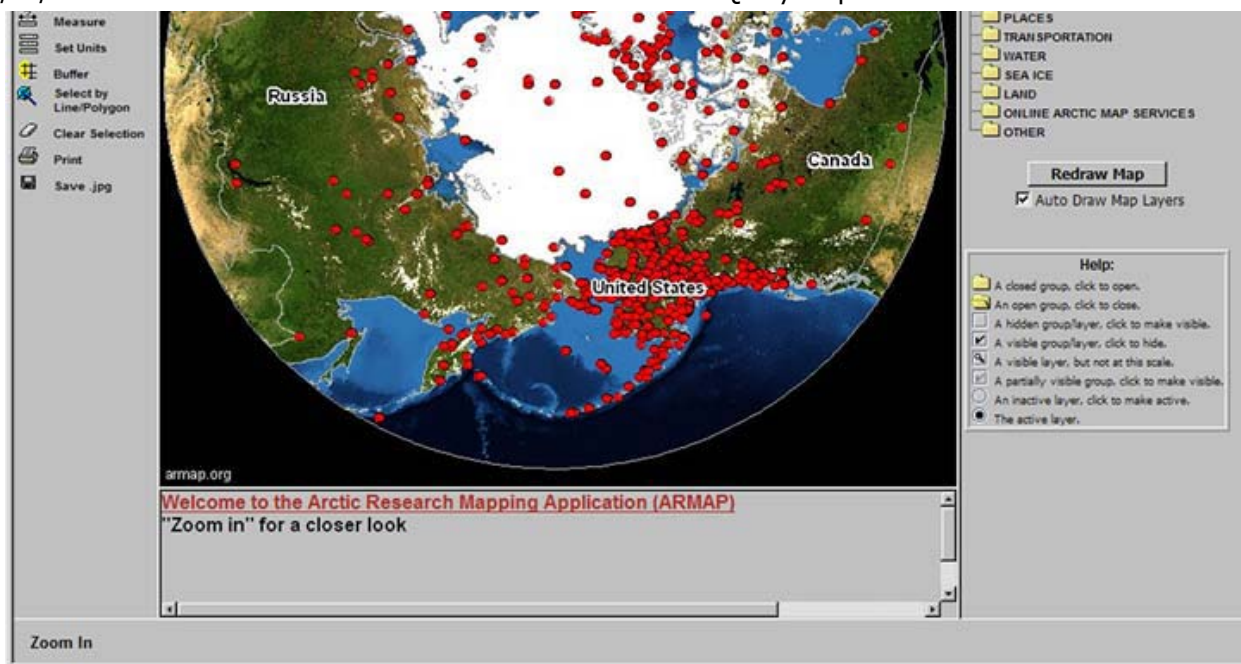 Measure
Set Units
Buffer
Select by
Line/Polygon
Clear Selection
Print
Save .jpg
Russia
Canada
United States
armap.org
Welcome to the Arctic Research Mapping Application (ARMAP)
"Zoom in" for a closer look
PLACES
TRANSPORTATION
WATER
SEA ICE
LAND
ONLINE ARCTIC MAP SERVICES
OTHER
Redraw Map
Auto Draw Map Layers
Help:
A closed group, click to open.
An open group, click to close.
A hidden group/layer, click to make visible.
A visible group/layer, click to hide.
A visible layer, but not at this scale.
A partially visible group, click to make visible.
An inactive layer, click to make active.
The active layer.
Zoom In